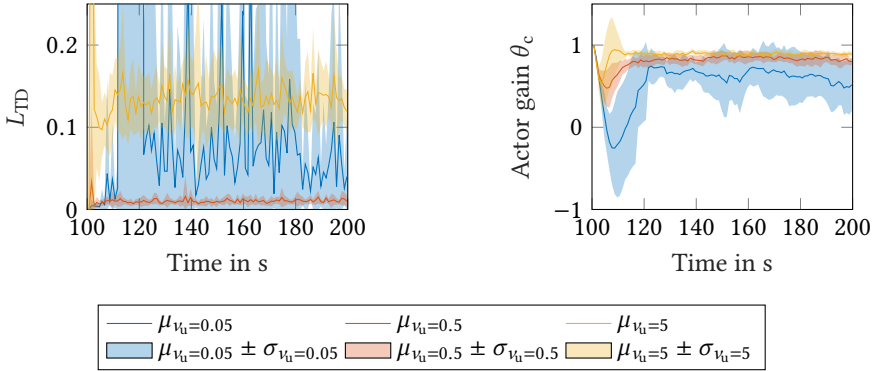 0.2
0.1
0
L_TD
100 120 140 160 180 200
Time in s
1
0
−1
Actor gain θ_c
100 120 140 160 180 200
Time in s
μ_{ν_u=0.05} μ_{ν_u=0.5} μ_{ν_u=5}
μ_{ν_u=0.05} ± σ_{ν_u=0.05} μ_{ν_u=0.5} ± σ_{ν_u=0.5} μ_{ν_u=5} ± σ_{ν_u=5}